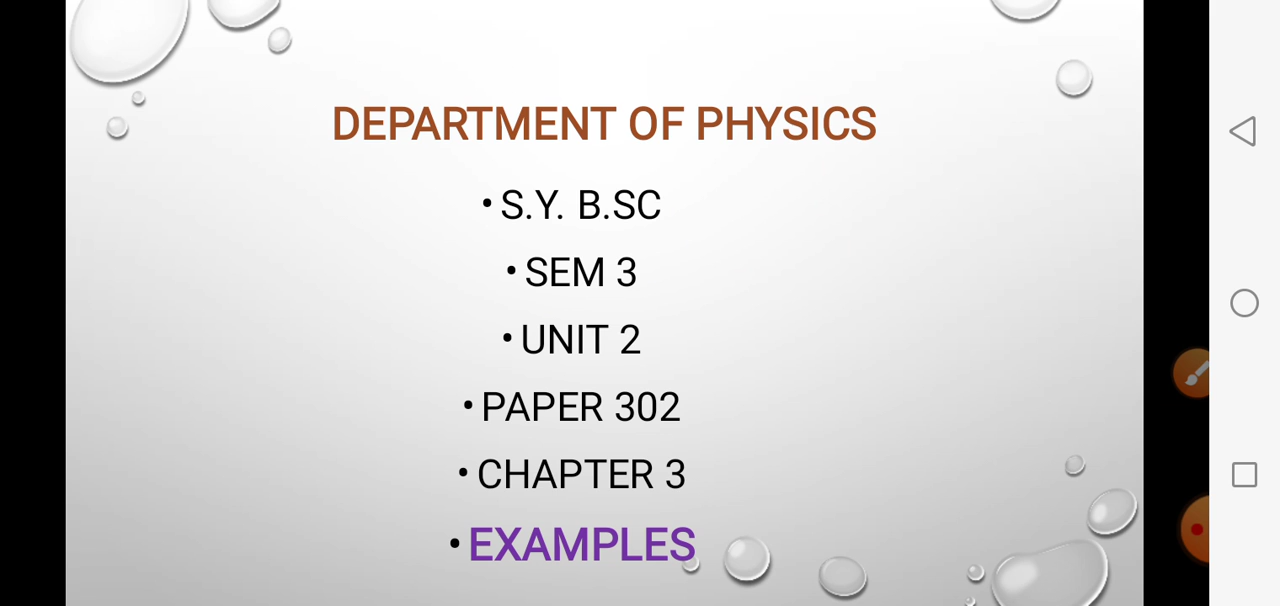 DEPARTMENT OF PHYSICS
• S.Y. B.SC
• SEM 3
• UNIT 2
• PAPER 302
• CHAPTER 3
• EXAMPLES